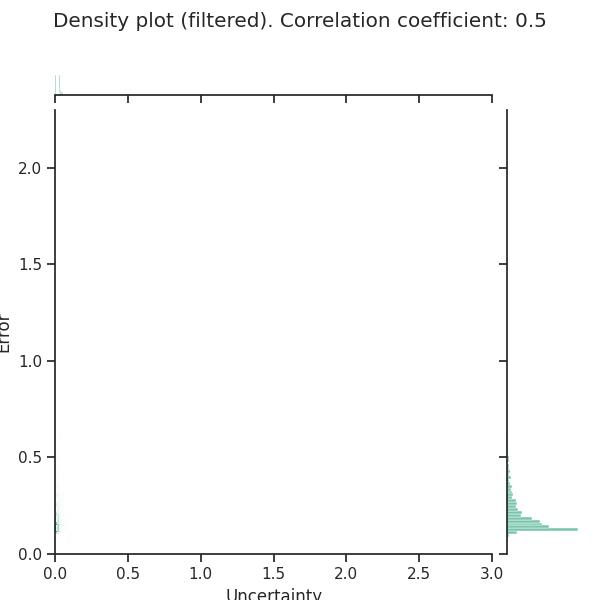 Density plot (filtered). Correlation coefficient: 0.5
2.0
1.5
1.0
0.5
0.0
Error
0.0 0.5 1.0 1.5 2.0 2.5 3.0
Uncertainty